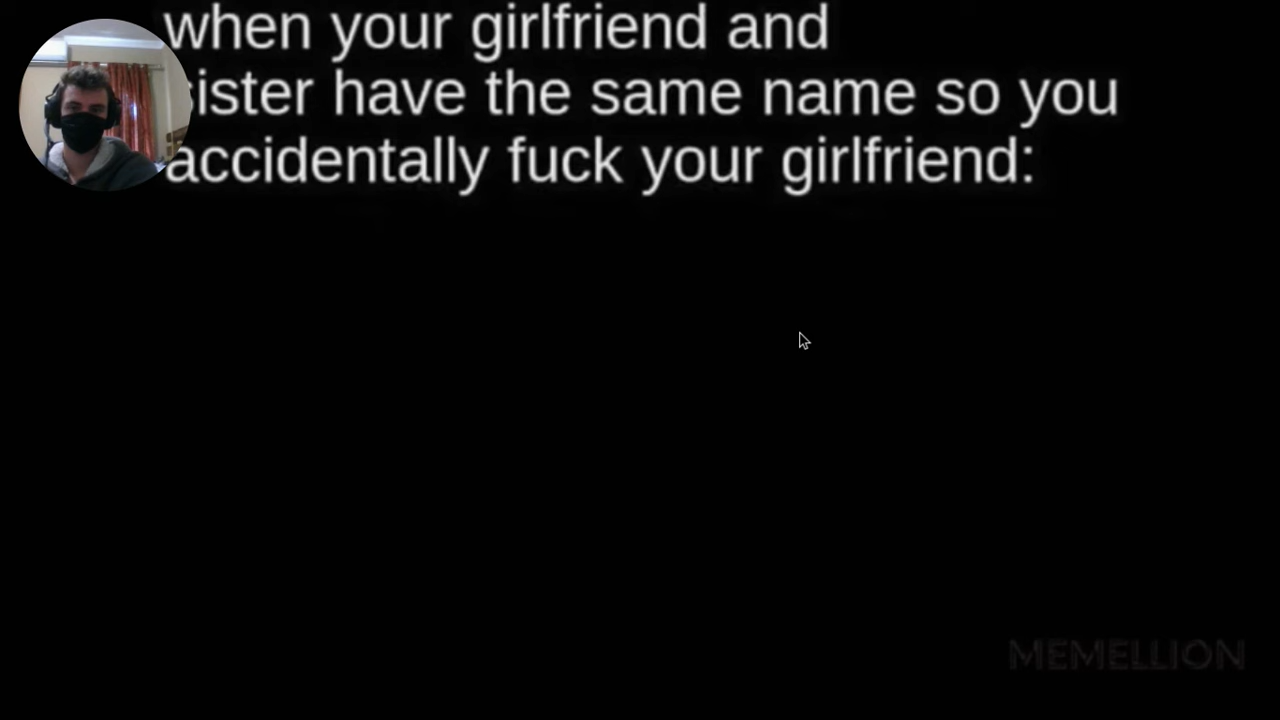 when your girlfriend and
sister have the same name so you
accidentally fuck your girlfriend:
MEMELLION